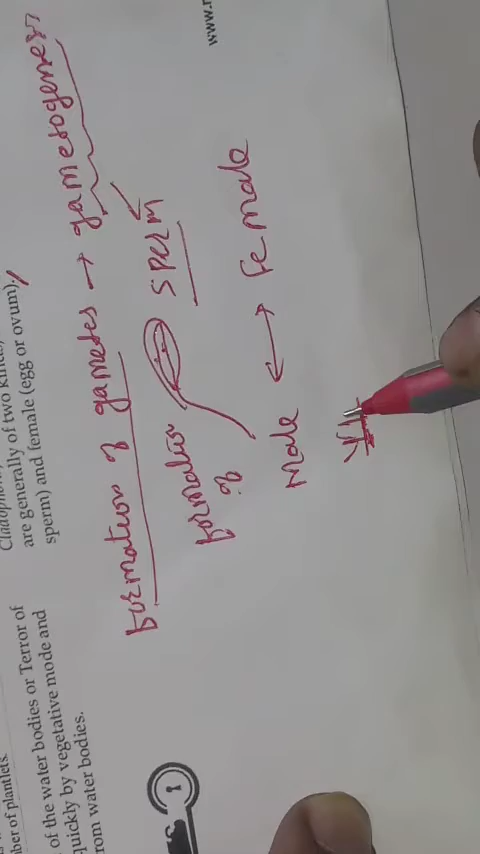 www.
Cladophora,
are generally of two kinds,
sperm) and female (egg or ovum).
ber of plantlets.
of the water bodies or Terror of
quickly by vegetative mode and
rom water bodies.
formation of gametes → gametogenesis
formation of sperm
Male ↔ Female